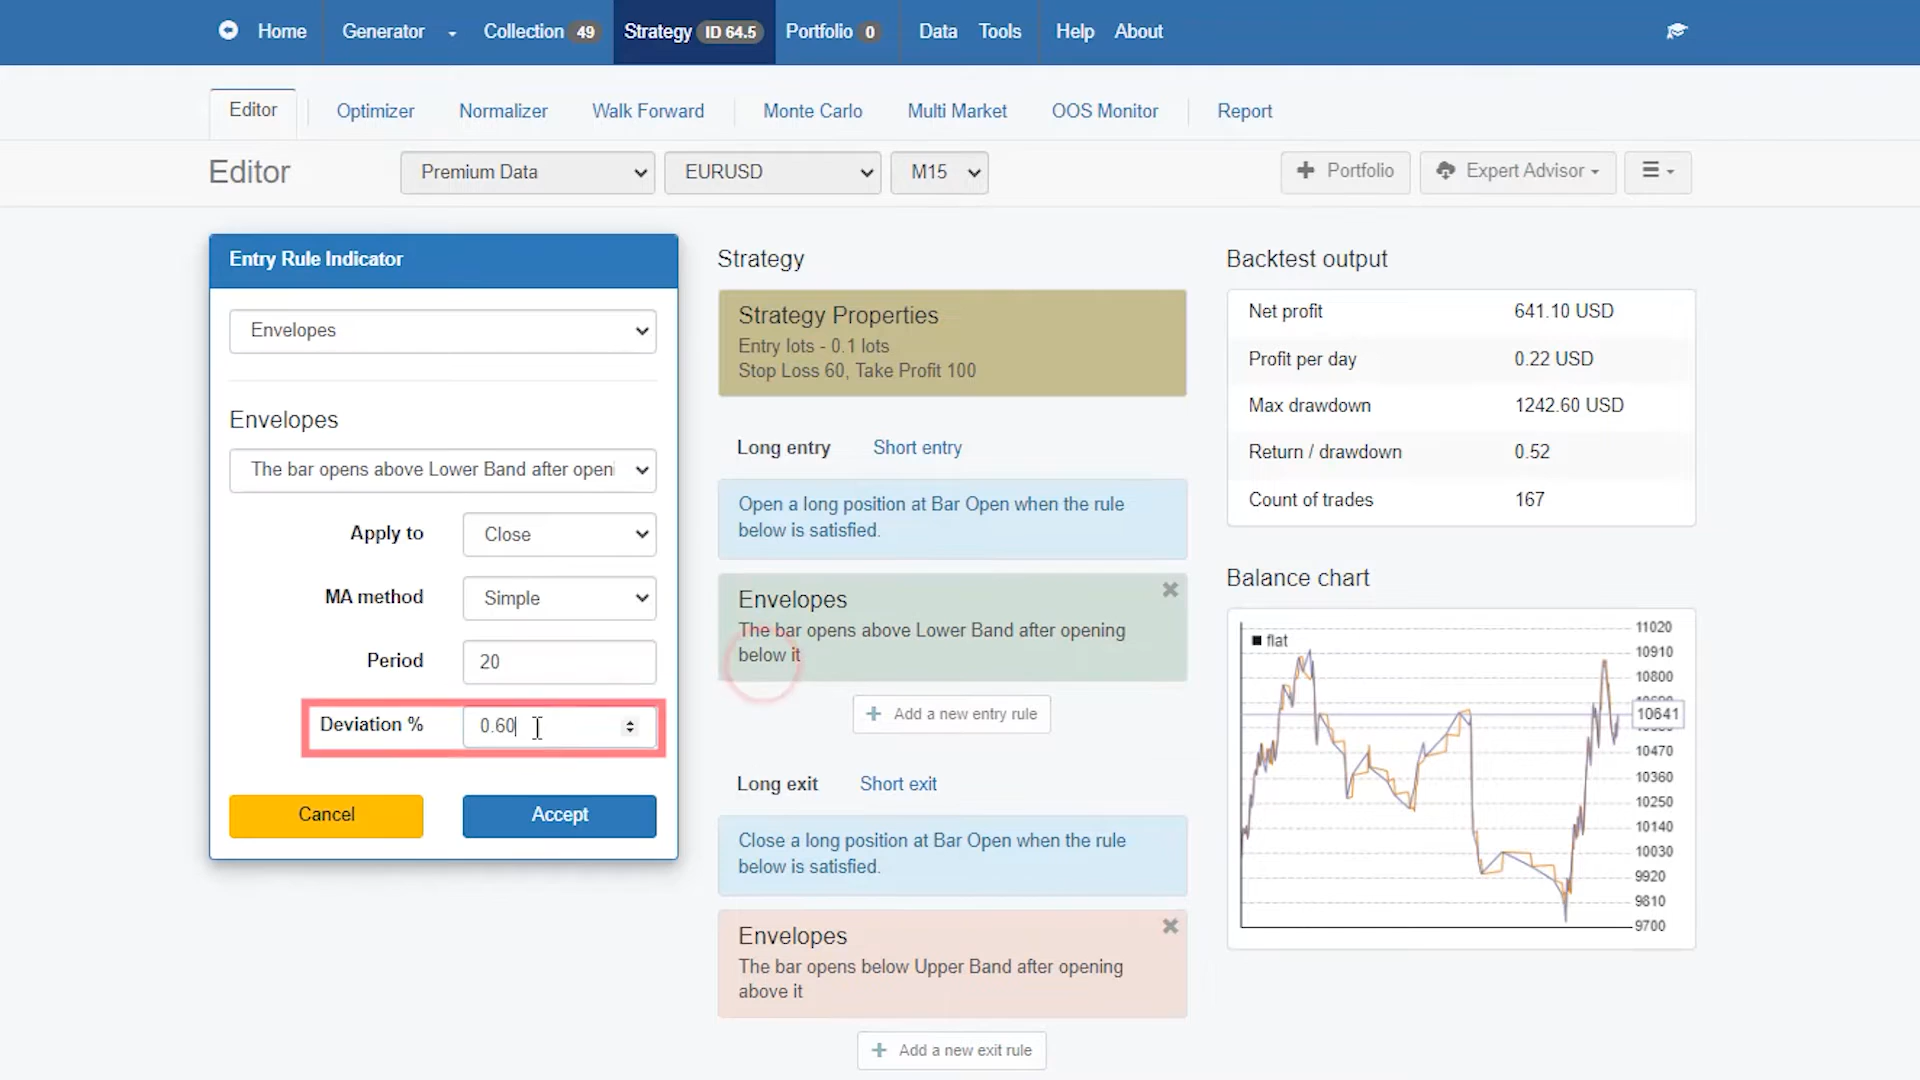 Home
Generator
Collection 49
Strategy ID 64.5
Portfolio 0
Data
Tools
Help
About
Editor
Optimizer
Normalizer
Walk Forward
Monte Carlo
Multi Market
OOS Monitor
Report
Editor
Premium Data
EURUSD
M15
Portfolio
Expert Advisor
Entry Rule Indicator
Envelopes
Envelopes
The bar opens above Lower Band after openi
Apply to
Close
MA method
Simple
Period
20
Deviation %
0.60
Cancel
Accept
Strategy
Strategy Properties
Entry lots - 0.1 lots
Stop Loss 60, Take Profit 100
Long entry
Short entry
Open a long position at Bar Open when the rule
below is satisfied.
Envelopes
The bar opens above Lower Band after opening
below it
Add a new entry rule
Long exit
Short exit
Close a long position at Bar Open when the rule
below is satisfied.
Envelopes
The bar opens below Upper Band after opening
above it
Add a new exit rule
Backtest output
Net profit 641.10 USD
Profit per day 0.22 USD
Max drawdown 1242.60 USD
Return / drawdown 0.52
Count of trades 167
Balance chart
flat
11020
10910
10800
10641
10470
10360
10250
10140
10030
9920
9810
9700